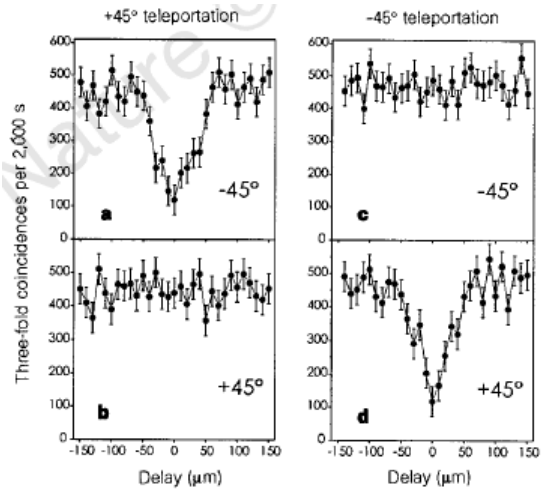 +45° teleportation
-45° teleportation
Three-fold coincidences per 2,000 s
600
500
400
300
200
100
0
a
-45°
600
500
400
300
200
100
0
c
-45°
500
400
300
200
100
0
b
+45°
500
400
300
200
100
0
d
+45°
-150 -100 -50 0 50 100 150
-150 -100 -50 0 50 100 150
Delay (μm)
Delay (μm)
Nature ©